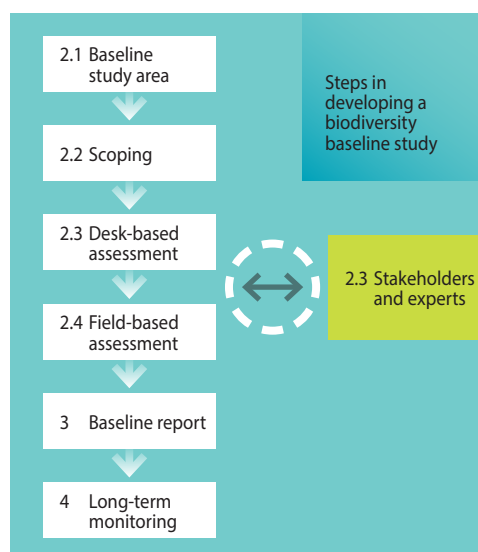 2.1 Baseline
study area
Steps in
developing a
biodiversity
baseline study
2.2 Scoping
2.3 Desk-based
assessment
2.3 Stakeholders
and experts
2.4 Field-based
assessment
3 Baseline report
4 Long-term
monitoring